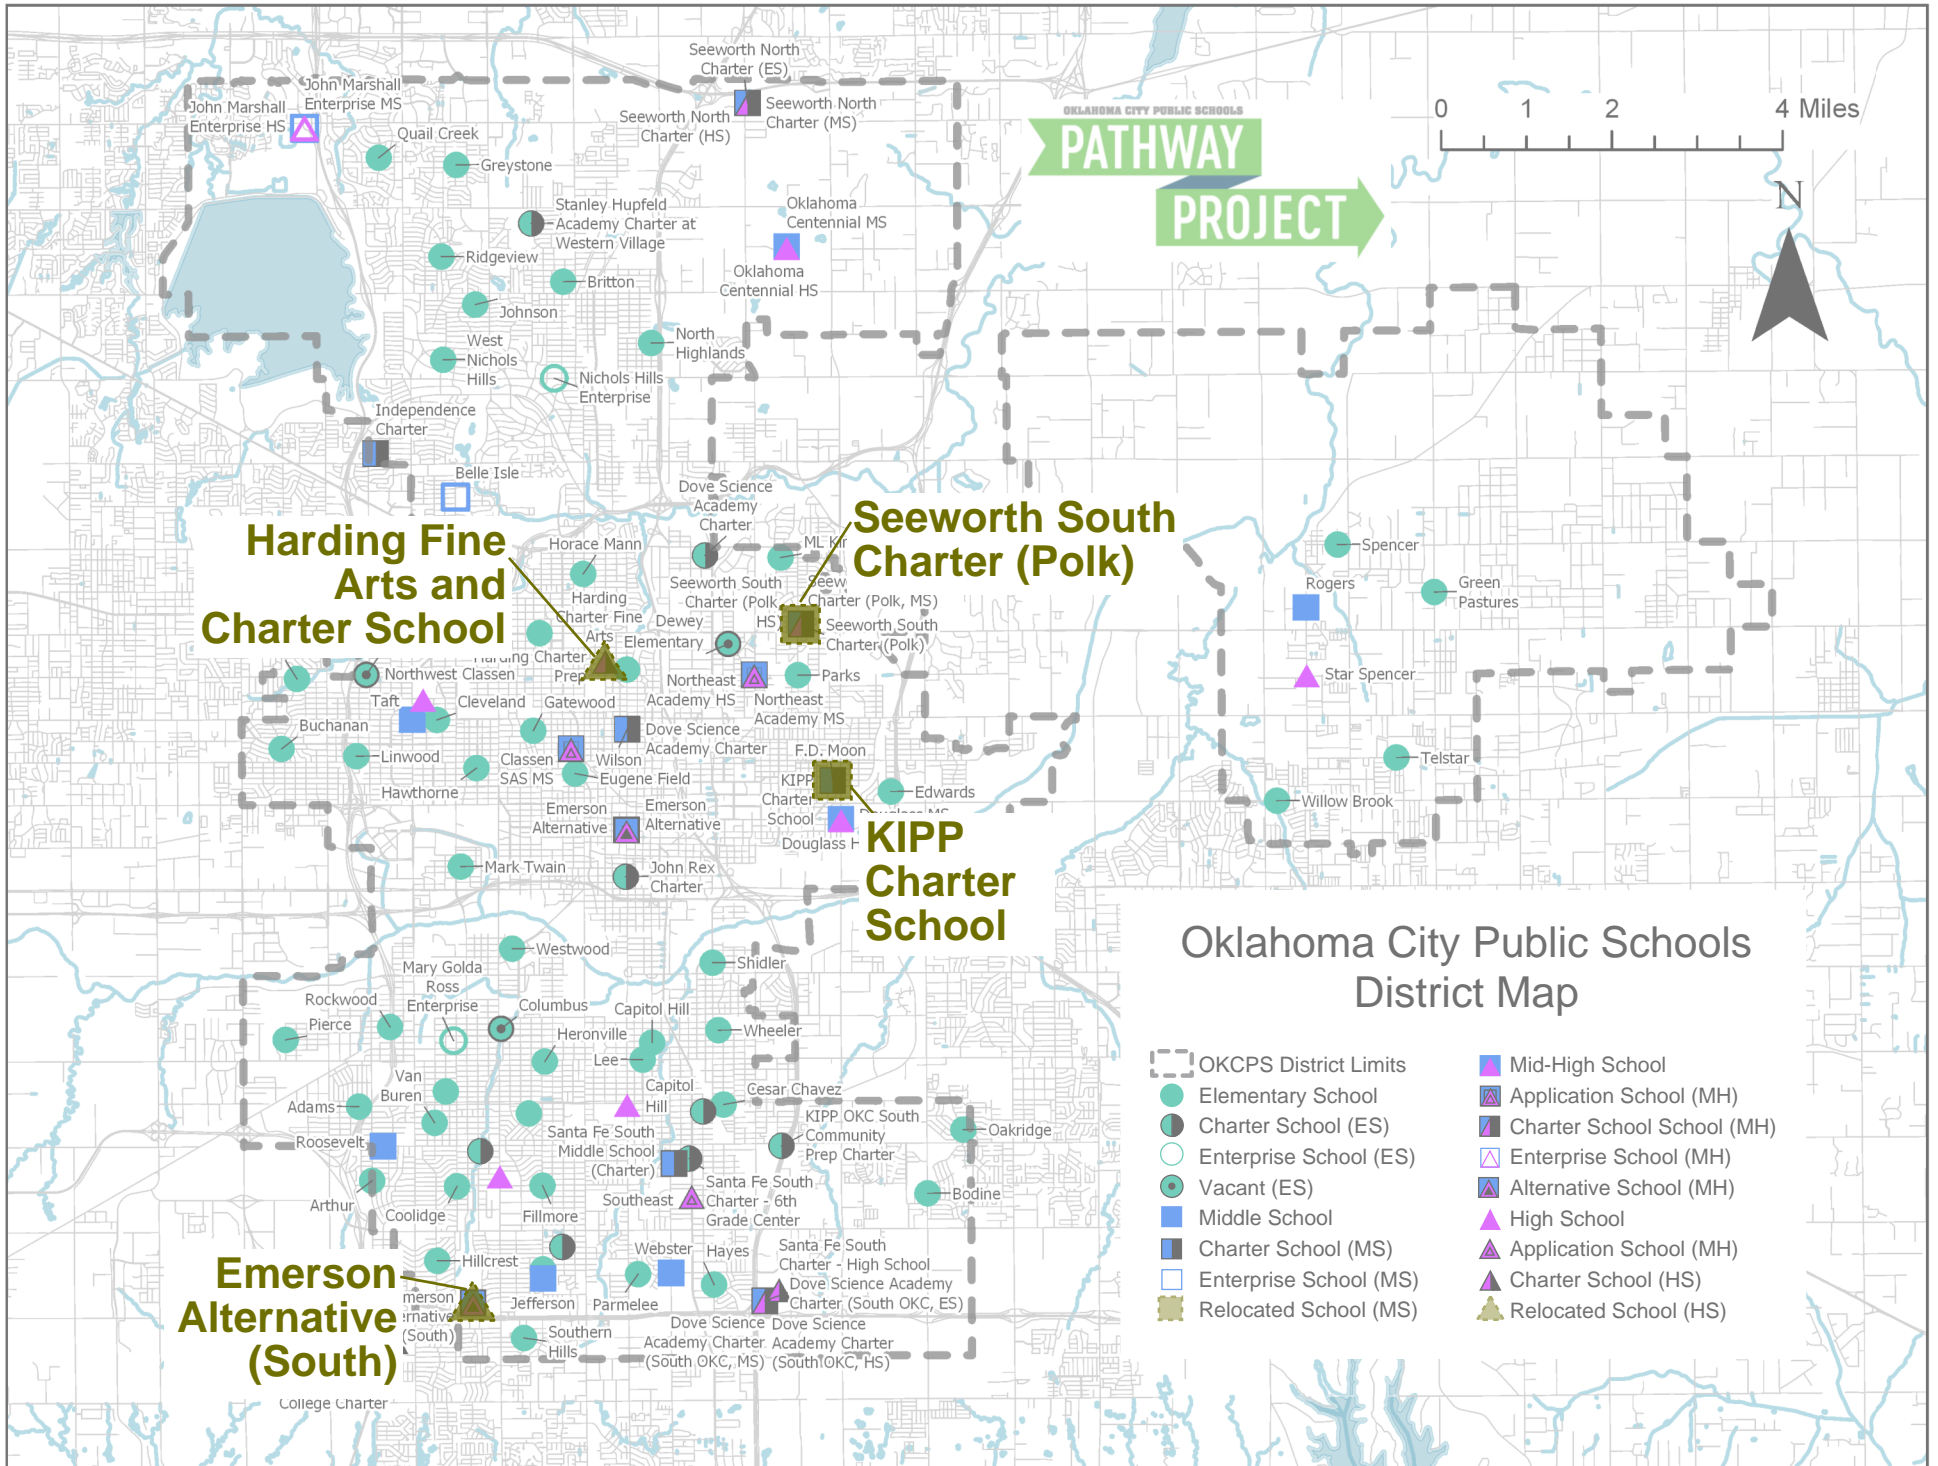 Seeworth North
Charter (ES)
John Marshall
Enterprise MS
John Marshall
Enterprise HS
Seeworth North
Charter (MS)
Seeworth North
Charter (HS)
0 1 2 4 Miles
OKLAHOMA CITY PUBLIC SCHOOLS
PATHWAY
PROJECT
N
Quail Creek
Greystone
Stanley Hupfeld
Academy Charter at
Western Village
Oklahoma
Centennial MS
Oklahoma
Centennial HS
Ridgeview
Britton
Johnson
North
Highlands
West
Nichols
Hills
Nichols Hills
Enterprise
Independence
Charter
Belle Isle
Dove Science
Academy
Charter
Seeworth South
Charter (Polk)
Harding Fine
Arts and
Charter School
Horace Mann
ML
Spencer
Rogers
Green
Pastures
Seeworth South
Charter (Polk
HS)
Charter (Polk, MS)
Seeworth South
Charter (Polk)
Harding
Charter Fine
Arts
Dewey
Elementary
Harding Charter
Northwest Classen
Northeast
Academy HS
Parks
Northeast
Academy MS
Star Spencer
Taft
Cleveland
Gatewood
Buchanan
Linwood
Dove Science
Academy Charter
Wilson
Classen
SAS MS
Eugene Field
Hawthorne
F.D. Moon
KIPP
Charter
School
Edwards
Telstar
Willow Brook
Emerson
Alternative
Emerson
Alternative
Douglass MS
Douglass H
KIPP
Charter
School
Mark Twain
John Rex
Charter
Westwood
Shidler
Mary Golda
Ross
Enterprise
Rockwood
Columbus
Capitol Hill
Pierce
Heronville
Wheeler
Lee
Van
Buren
Capitol
Hill
Cesar Chavez
Adams
KIPP OKC South
Community
Prep Charter
Oakridge
Roosevelt
Santa Fe South
Middle School
(Charter)
Arthur
Coolidge
Fillmore
Southeast
Santa Fe South
Charter - 6th
Grade Center
Bodine
Hillcrest
Webster
Hayes
Santa Fe South
Charter - High School
Dove Science Academy
Charter (South OKC, ES)
Emerson
Alternative
(South)
(South)
Jefferson
Parmelee
Southern
Hills
Dove Science
Academy Charter
(South OKC, MS)
Dove Science
Academy Charter
(South OKC, HS)
College Charter
Oklahoma City Public Schools
District Map
OKCPS District Limits
Elementary School
Charter School (ES)
Enterprise School (ES)
Vacant (ES)
Middle School
Charter School (MS)
Enterprise School (MS)
Relocated School (MS)
Mid-High School
Application School (MH)
Charter School School (MH)
Enterprise School (MH)
Alternative School (MH)
High School
Application School (MH)
Charter School (HS)
Relocated School (HS)